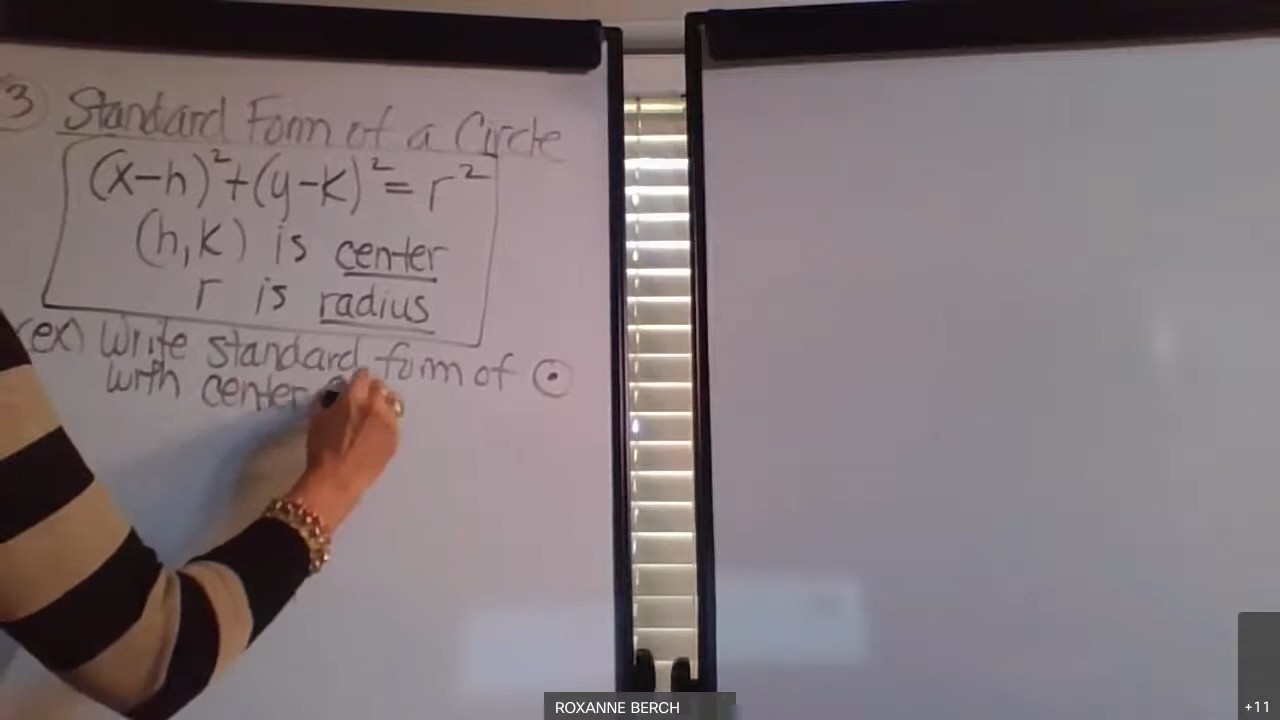 3 Standard Form of a Circle
(x-h)²+(y-k)²=r²
(h,k) is center
r is radius
(ex) Write standard form of ⊙
with center
ROXANNE BERCH
+11